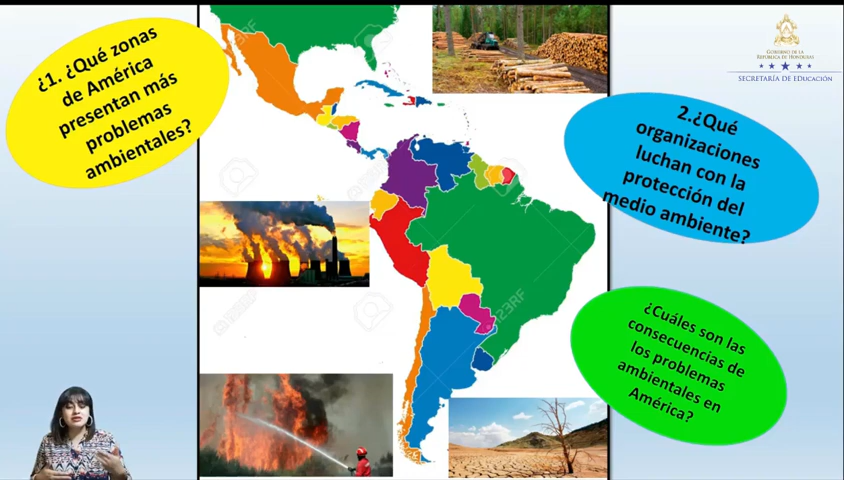 ¿1. ¿Qué zonas
de América
presentan más
problemas
ambientales?
GOBIERNO DE LA
REPÚBLICA DE HONDURAS
SECRETARÍA DE EDUCACIÓN
2.¿Qué
organizaciones
luchan con la
protección del
medio ambiente?
¿Cuáles son las
consecuencias de
los problemas
ambientales en
América?
123RF
123RF